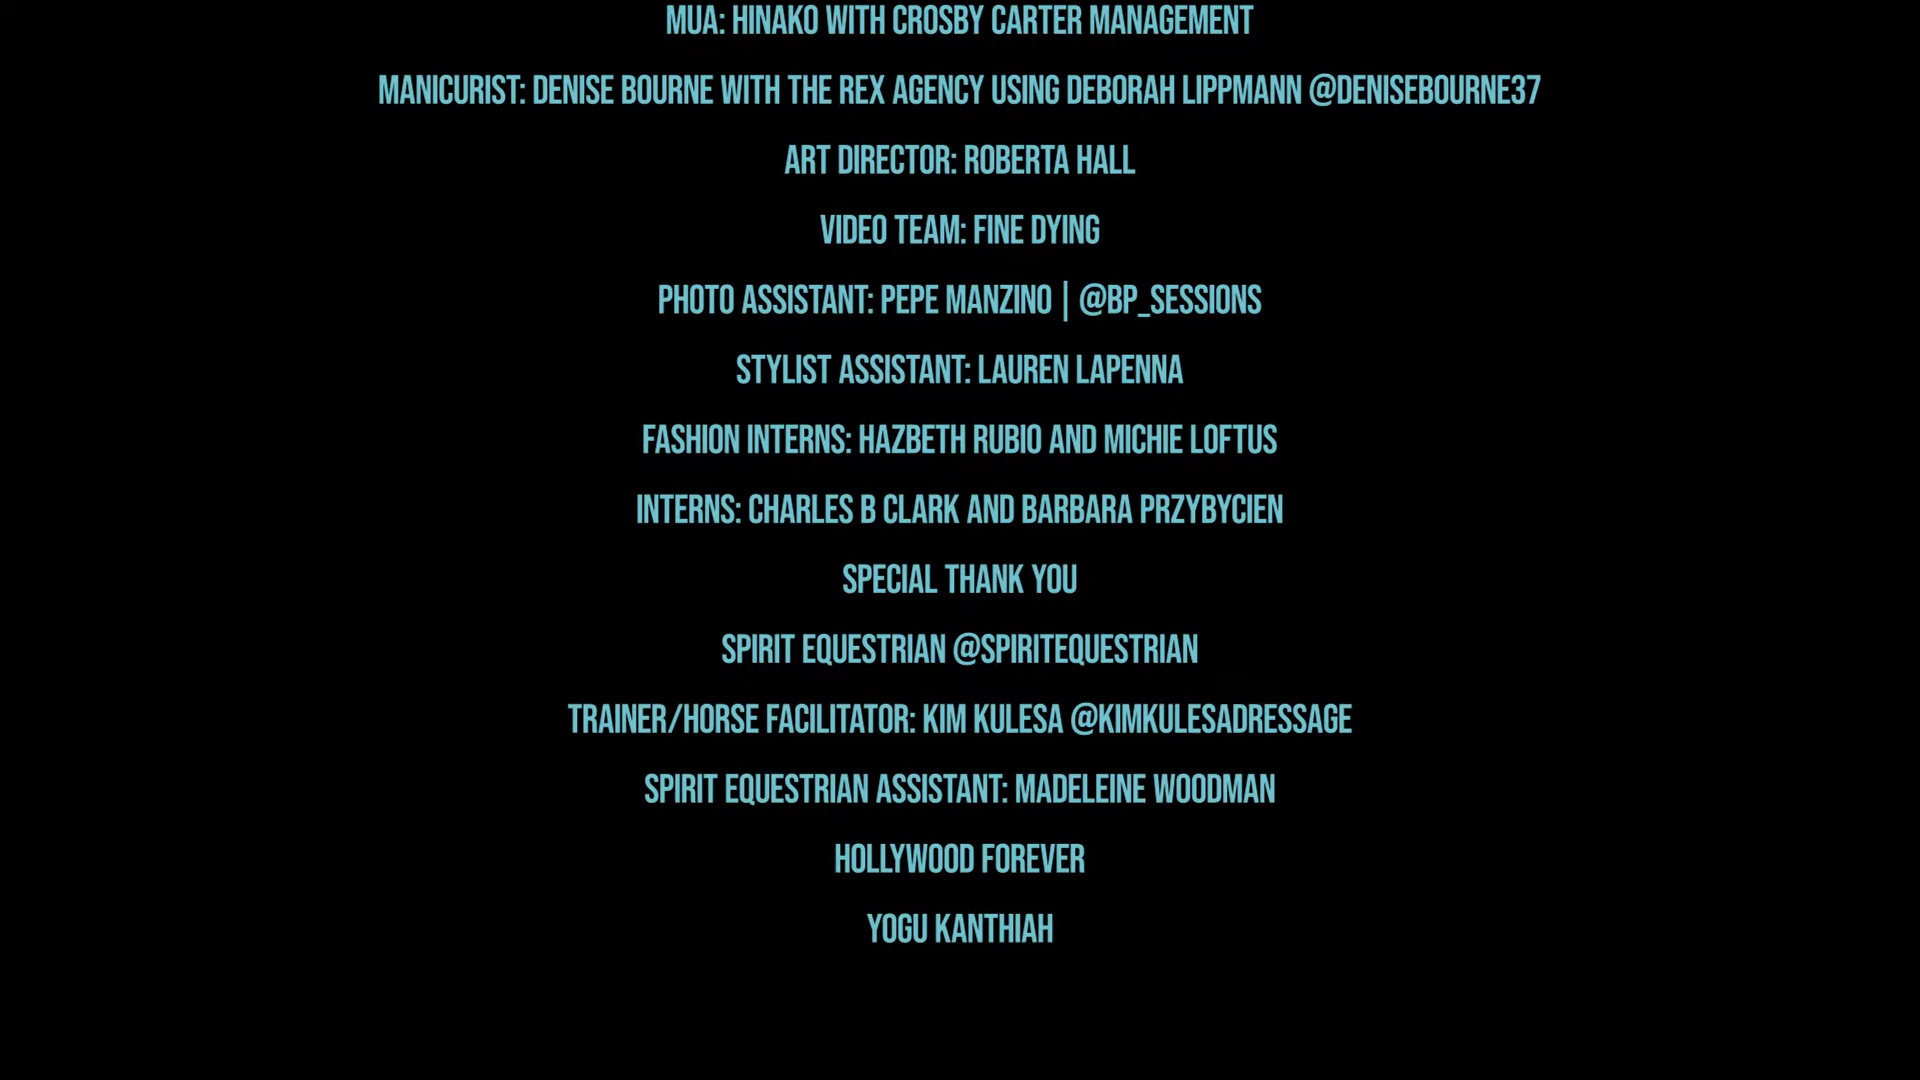 MUA: HINAKO WITH CROSBY CARTER MANAGEMENT
MANICURIST: DENISE BOURNE WITH THE REX AGENCY USING DEBORAH LIPPMANN @DENISEBOURNE37
ART DIRECTOR: ROBERTA HALL
VIDEO TEAM: FINE DYING
PHOTO ASSISTANT: PEPE MANZINO | @BP_SESSIONS
STYLIST ASSISTANT: LAUREN LAPENNA
FASHION INTERNS: HAZBETH RUBIO AND MICHIE LOFTUS
INTERNS: CHARLES B CLARK AND BARBARA PRZYBYCIEN
SPECIAL THANK YOU
SPIRIT EQUESTRIAN @SPIRITEQUESTRIAN
TRAINER/HORSE FACILITATOR: KIM KULESA @KIMKULESADRESSAGE
SPIRIT EQUESTRIAN ASSISTANT: MADELEINE WOODMAN
HOLLYWOOD FOREVER
YOGU KANTHIAH